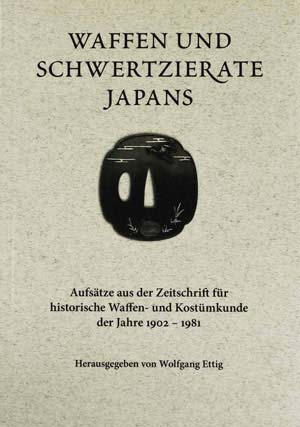 WAFFEN UND
SCHWERTZIERATE
JAPANS
Aufsätze aus der Zeitschrift für
historische Waffen- und Kostümkunde
der Jahre 1902 – 1981
Herausgegeben von Wolfgang Ettig